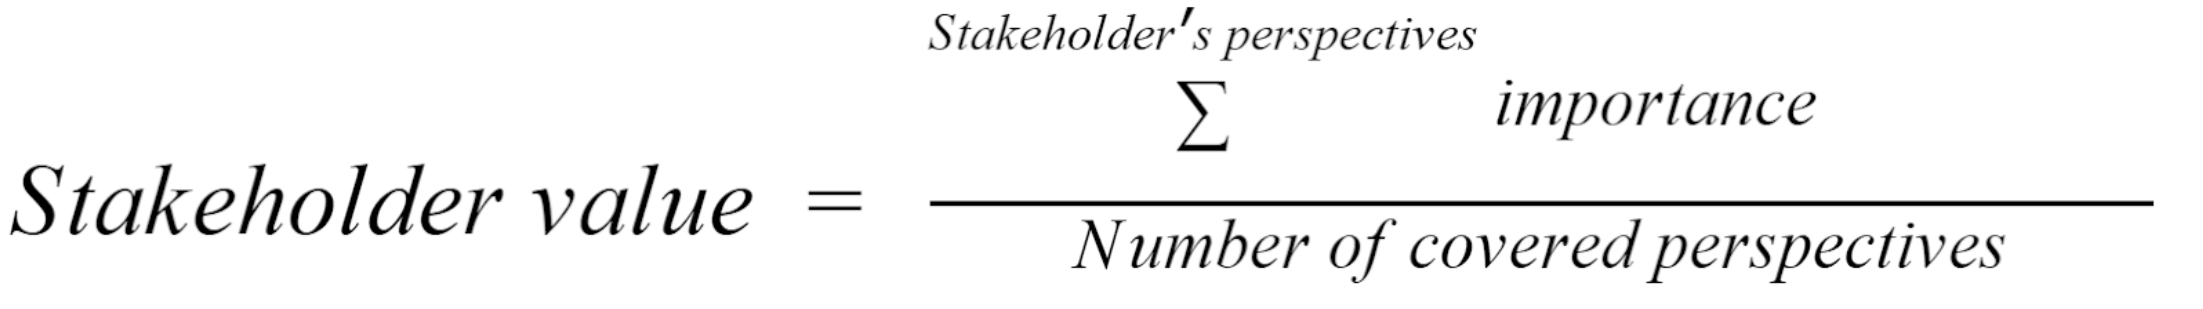 Stakeholder′s perspectives
∑ importance
Stakeholder value =
Number of covered perspectives